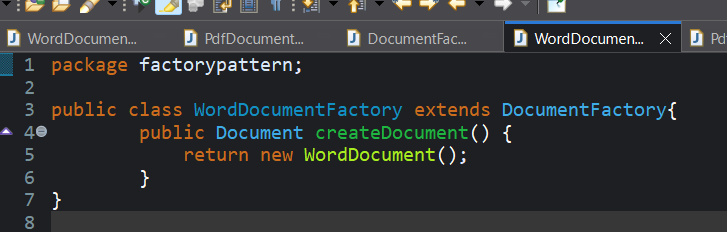 WordDocumen... PdfDocument... DocumentFac... WordDocumen... Pd
1 package factorypattern;
2
3 public class WordDocumentFactory extends DocumentFactory{
4 public Document createDocument() {
5 return new WordDocument();
6 }
7 }
8